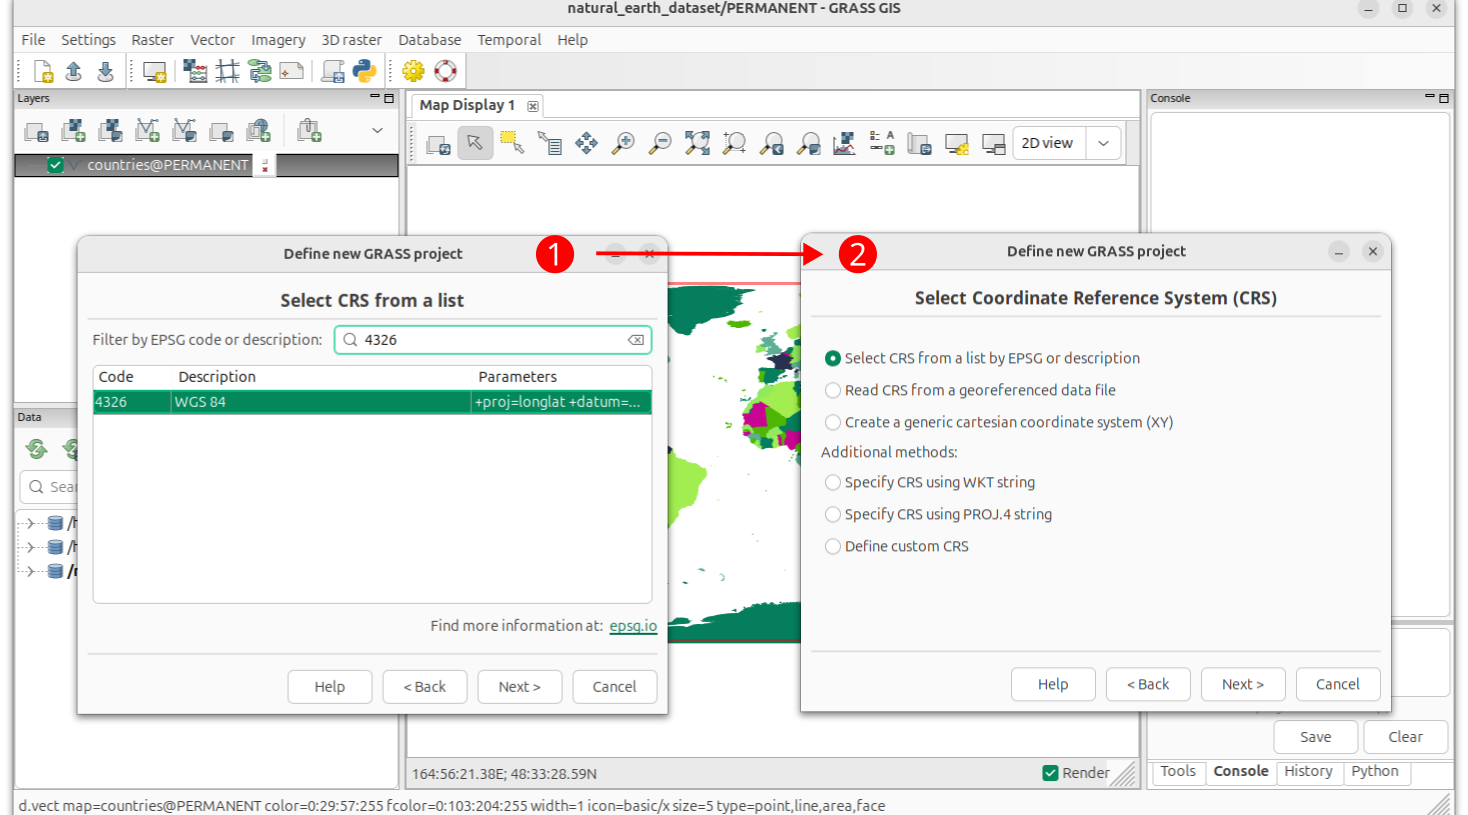 natural_earth_dataset/PERMANENT - GRASS GIS
File Settings Raster Vector Imagery 3D raster Database Temporal Help
Layers
Map Display 1
Console
2D view
countries@PERMANENT
Define new GRASS project
1
2
Define new GRASS project
Select CRS from a list
Filter by EPSG code or description: 4326
Code Description Parameters
4326 WGS 84 +proj=longlat +datum=...
Find more information at: epsg.io
Help < Back Next > Cancel
Select Coordinate Reference System (CRS)
Select CRS from a list by EPSG or description
Read CRS from a georeferenced data file
Create a generic cartesian coordinate system (XY)
Additional methods:
Specify CRS using WKT string
Specify CRS using PROJ.4 string
Define custom CRS
Help < Back Next > Cancel
Data
Save Clear
164:56:21.38E; 48:33:28.59N
Render
Tools Console History Python
d.vect map=countries@PERMANENT color=0:29:57:255 fcolor=0:103:204:255 width=1 icon=basic/x size=5 type=point,line,area,face